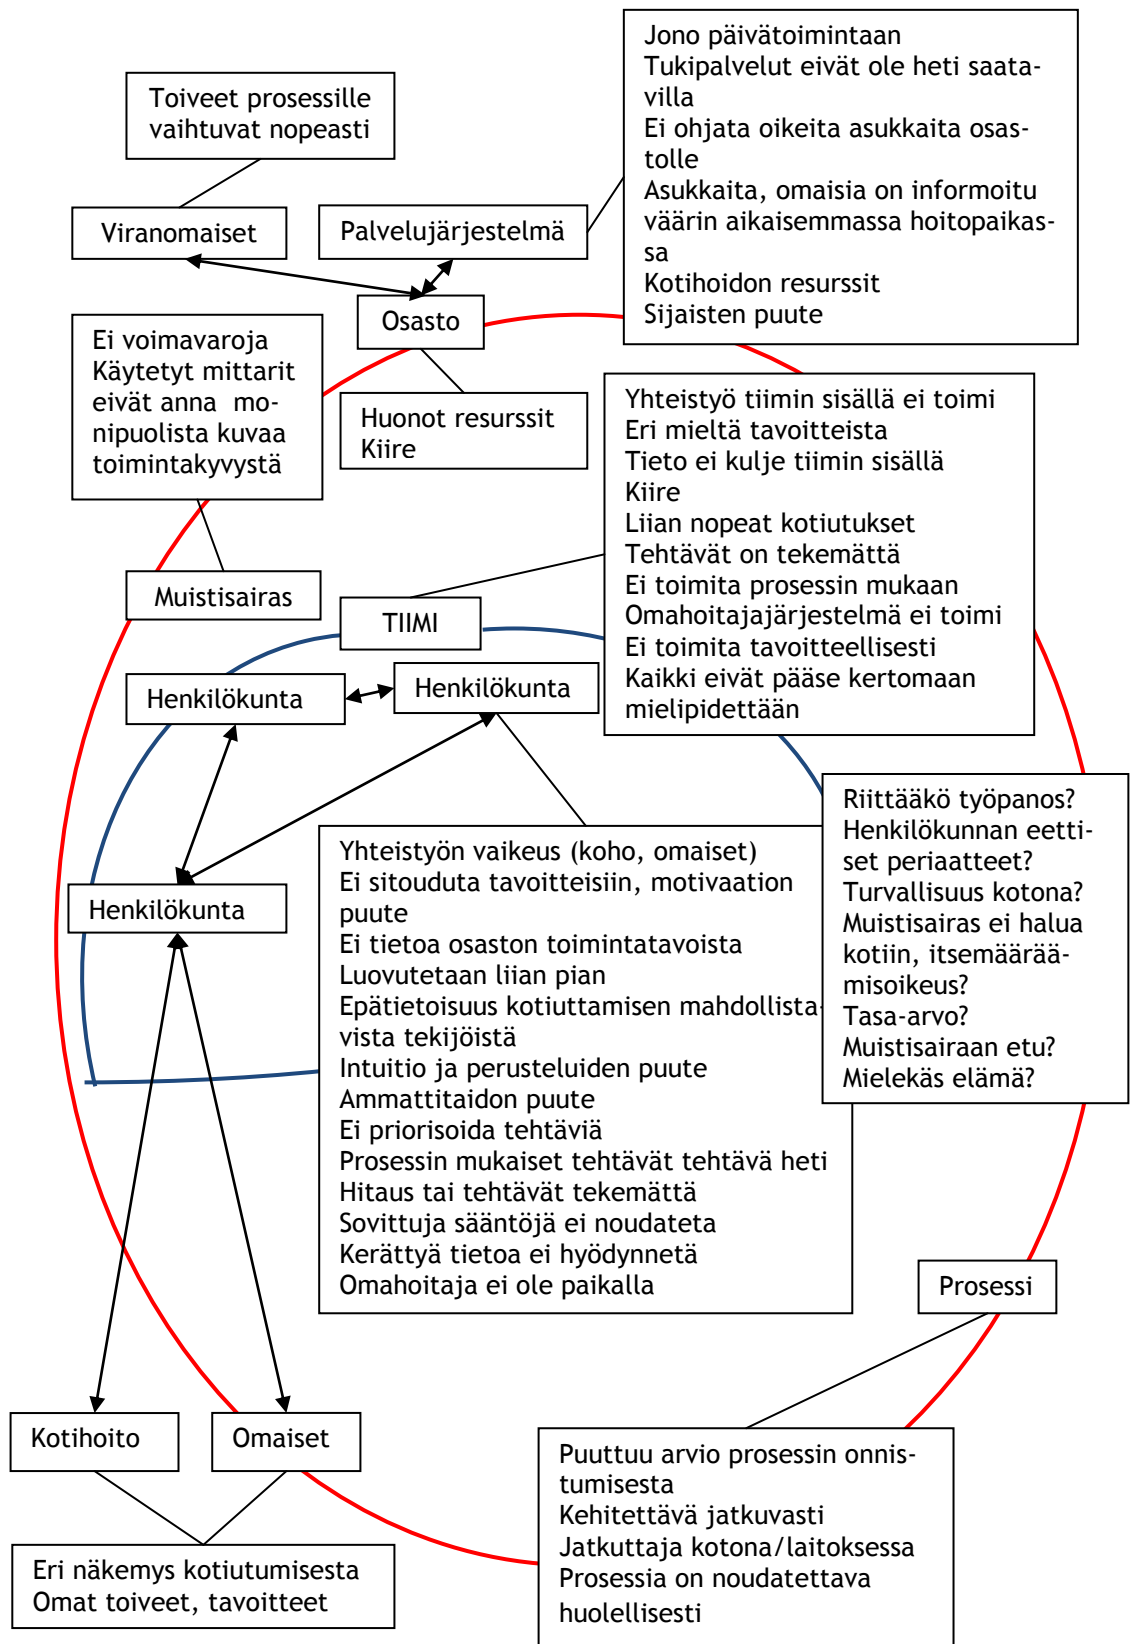 Jono päivätoimintaan
Tukipalvelut eivät ole heti saata-
villa
Ei ohjata oikeita asukkaita osas-
tolle
Asukkaita, omaisia on informoitu
väärin aikaisemmassa hoitopaikas-
sa
Kotihoidon resurssit
Sijaisten puute
Toiveet prosessille
vaihtuvat nopeasti
Viranomaiset
Palvelujärjestelmä
Osasto
Ei voimavaroja
Käytetyt mittarit
eivät anna mo-
nipuolista kuvaa
toimintakyvystä
Huonot resurssit
Kiire
Yhteistyö tiimin sisällä ei toimi
Eri mieltä tavoitteista
Tieto ei kulje tiimin sisällä
Kiire
Liian nopeat kotiutukset
Tehtävät on tekemättä
Ei toimita prosessin mukaan
Omahoitajajärjestelmä ei toimi
Ei toimita tavoitteellisesti
Kaikki eivät pääse kertomaan
mielipidettään
Muistisairas
TIIMI
Henkilökunta
Henkilökunta
Henkilökunta
Yhteistyön vaikeus (koho, omaiset)
Ei sitouduta tavoitteisiin, motivaation
puute
Ei tietoa osaston toimintatavoista
Luovutetaan liian pian
Epätietoisuus kotiuttamisen mahdollista-
vista tekijöistä
Intuitio ja perusteluiden puute
Ammattitaidon puute
Ei priorisoida tehtäviä
Prosessin mukaiset tehtävät tehtävä heti
Hitaus tai tehtävät tekemättä
Sovittuja sääntöjä ei noudateta
Kerättyä tietoa ei hyödynnetä
Omahoitaja ei ole paikalla
Riittääkö työpanos?
Henkilökunnan eetti-
set periaatteet?
Turvallisuus kotona?
Muistisairas ei halua
kotiin, itsemäärää-
misoikeus?
Tasa-arvo?
Muistisairaan etu?
Mielekäs elämä?
Prosessi
Kotihoito
Omaiset
Puuttuu arvio prosessin onnis-
tumisesta
Kehitettävä jatkuvasti
Jatkuttaja kotona/laitoksessa
Prosessia on noudatettava
huolellisesti
Eri näkemys kotiutumisesta
Omat toiveet, tavoitteet